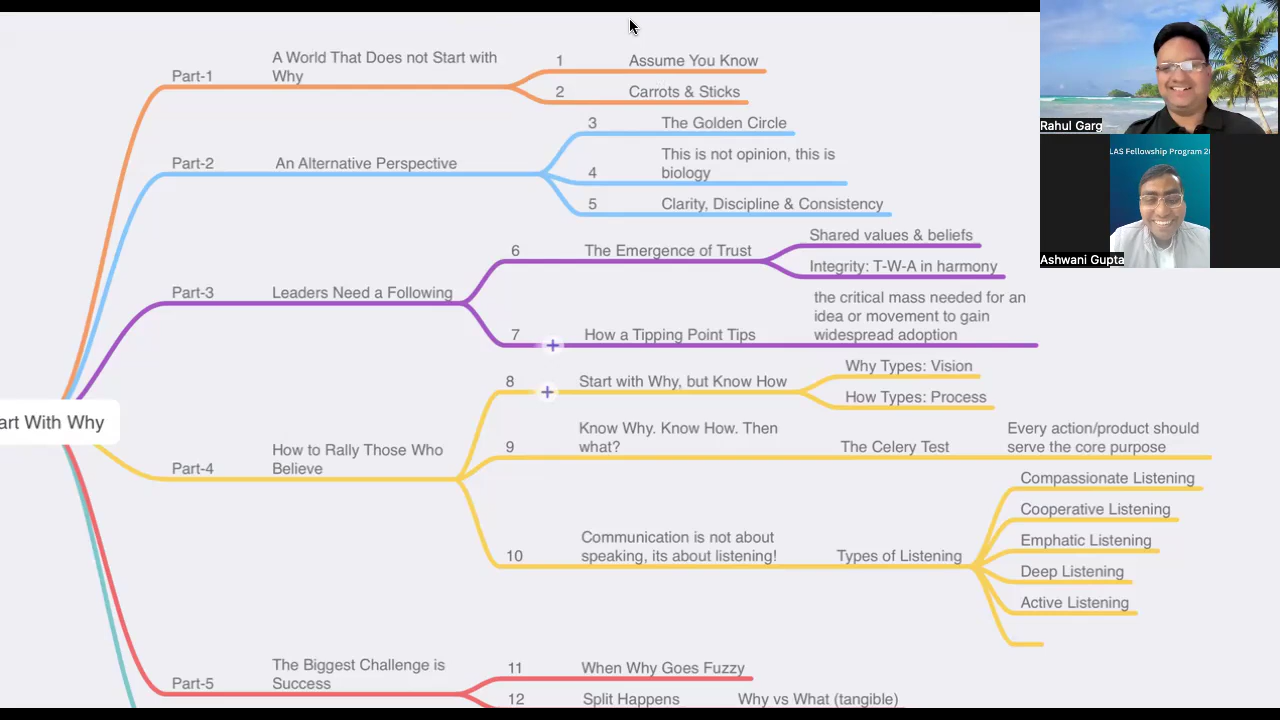 A World That Does not Start with
Why
Part-1
1
Assume You Know
2
Carrots & Sticks
Part-2
An Alternative Perspective
3
The Golden Circle
4
This is not opinion, this is
biology
5
Clarity, Discipline & Consistency
Part-3
Leaders Need a Following
6
The Emergence of Trust
Shared values & beliefs
Integrity: T-W-A in harmony
7
How a Tipping Point Tips
the critical mass needed for an
idea or movement to gain
widespread adoption
art With Why
Part-4
How to Rally Those Who
Believe
8
Start with Why, but Know How
Why Types: Vision
How Types: Process
9
Know Why. Know How. Then
what?
The Celery Test
Every action/product should
serve the core purpose
10
Communication is not about
speaking, its about listening!
Types of Listening
Compassionate Listening
Cooperative Listening
Emphatic Listening
Deep Listening
Active Listening
Part-5
The Biggest Challenge is
Success
11
When Why Goes Fuzzy
12
Split Happens
Why vs What (tangible)
Rahul Garg
LAS Fellowship Program 2
Ashwani Gupta